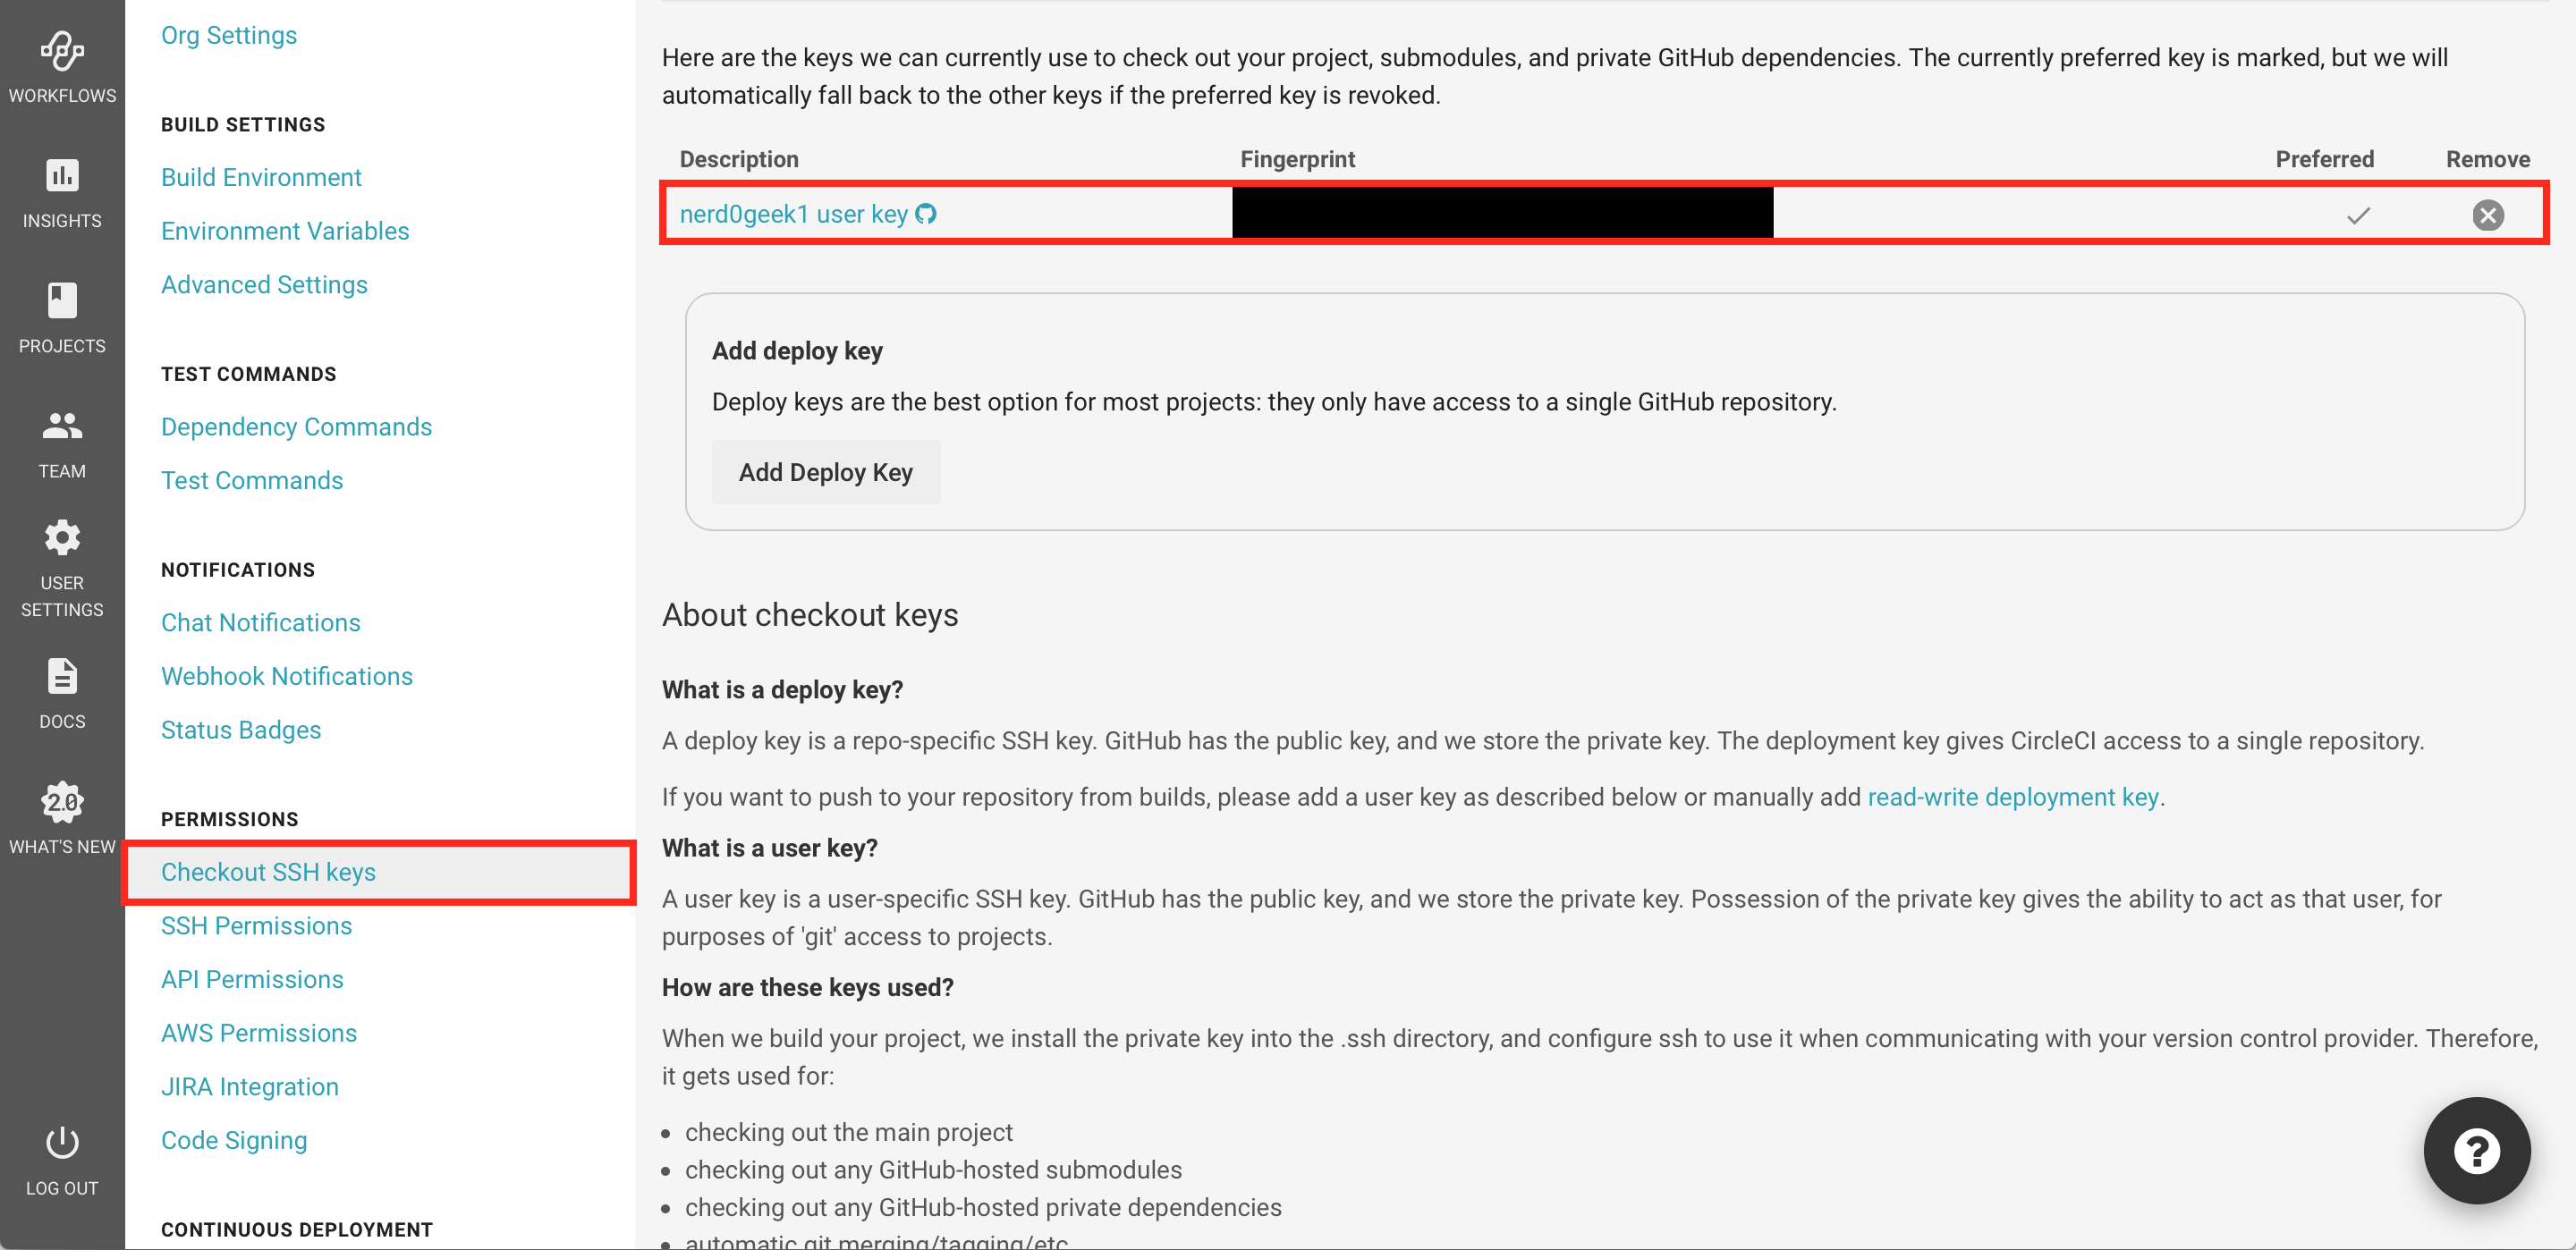 WORKFLOWS
INSIGHTS
PROJECTS
TEAM
USER
SETTINGS
DOCS
2.0
WHAT'S NEW
LOG OUT
Org Settings
BUILD SETTINGS
Build Environment
Environment Variables
Advanced Settings
TEST COMMANDS
Dependency Commands
Test Commands
NOTIFICATIONS
Chat Notifications
Webhook Notifications
Status Badges
PERMISSIONS
Checkout SSH keys
SSH Permissions
API Permissions
AWS Permissions
JIRA Integration
Code Signing
CONTINUOUS DEPLOYMENT
Here are the keys we can currently use to check out your project, submodules, and private GitHub dependencies. The currently preferred key is marked, but we will
automatically fall back to the other keys if the preferred key is revoked.
Description Fingerprint Preferred Remove
nerd0geek1 user key
Add deploy key
Deploy keys are the best option for most projects: they only have access to a single GitHub repository.
Add Deploy Key
About checkout keys
What is a deploy key?
A deploy key is a repo-specific SSH key. GitHub has the public key, and we store the private key. The deployment key gives CircleCI access to a single repository.
If you want to push to your repository from builds, please add a user key as described below or manually add read-write deployment key.
What is a user key?
A user key is a user-specific SSH key. GitHub has the public key, and we store the private key. Possession of the private key gives the ability to act as that user, for
purposes of 'git' access to projects.
How are these keys used?
When we build your project, we install the private key into the .ssh directory, and configure ssh to use it when communicating with your version control provider. Therefore,
it gets used for:
• checking out the main project
• checking out any GitHub-hosted submodules
• checking out any GitHub-hosted private dependencies
• automatic git merging/tagging/etc
?